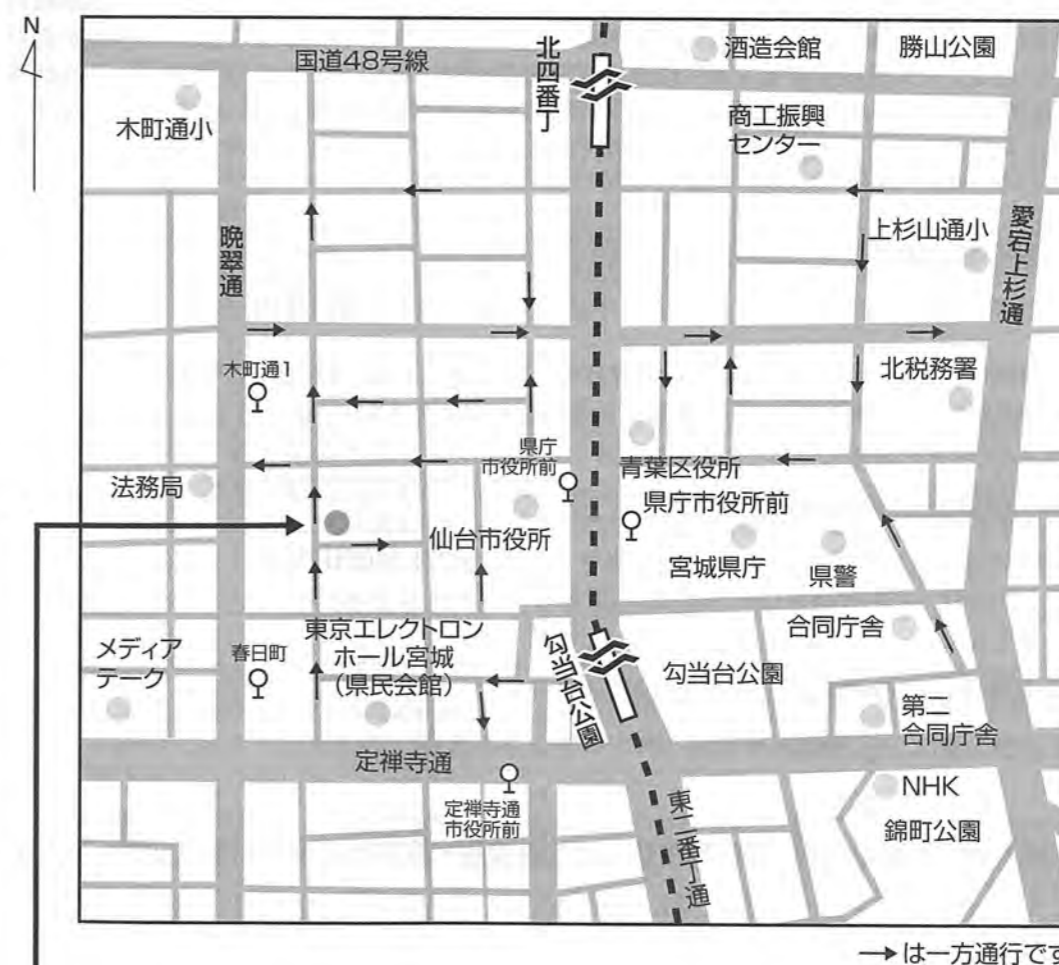 N
国道48号線
北四番丁
酒造会館
勝山公園
木町通小
商工振興
センター
晩翠通
上杉山通小
愛宕上杉通
木町通1
北税務署
県庁
市役所前
青葉区役所
法務局
仙台市役所
県庁市役所前
宮城県庁
県警
メディア
テーク
春日町
東京エレクトロン
ホール宮城
(県民会館)
勾当台公園
勾当台公園
合同庁舎
第二
合同庁舎
定禅寺通
定禅寺通
市役所前
東二番丁通
NHK
錦町公園
→は一方通行です